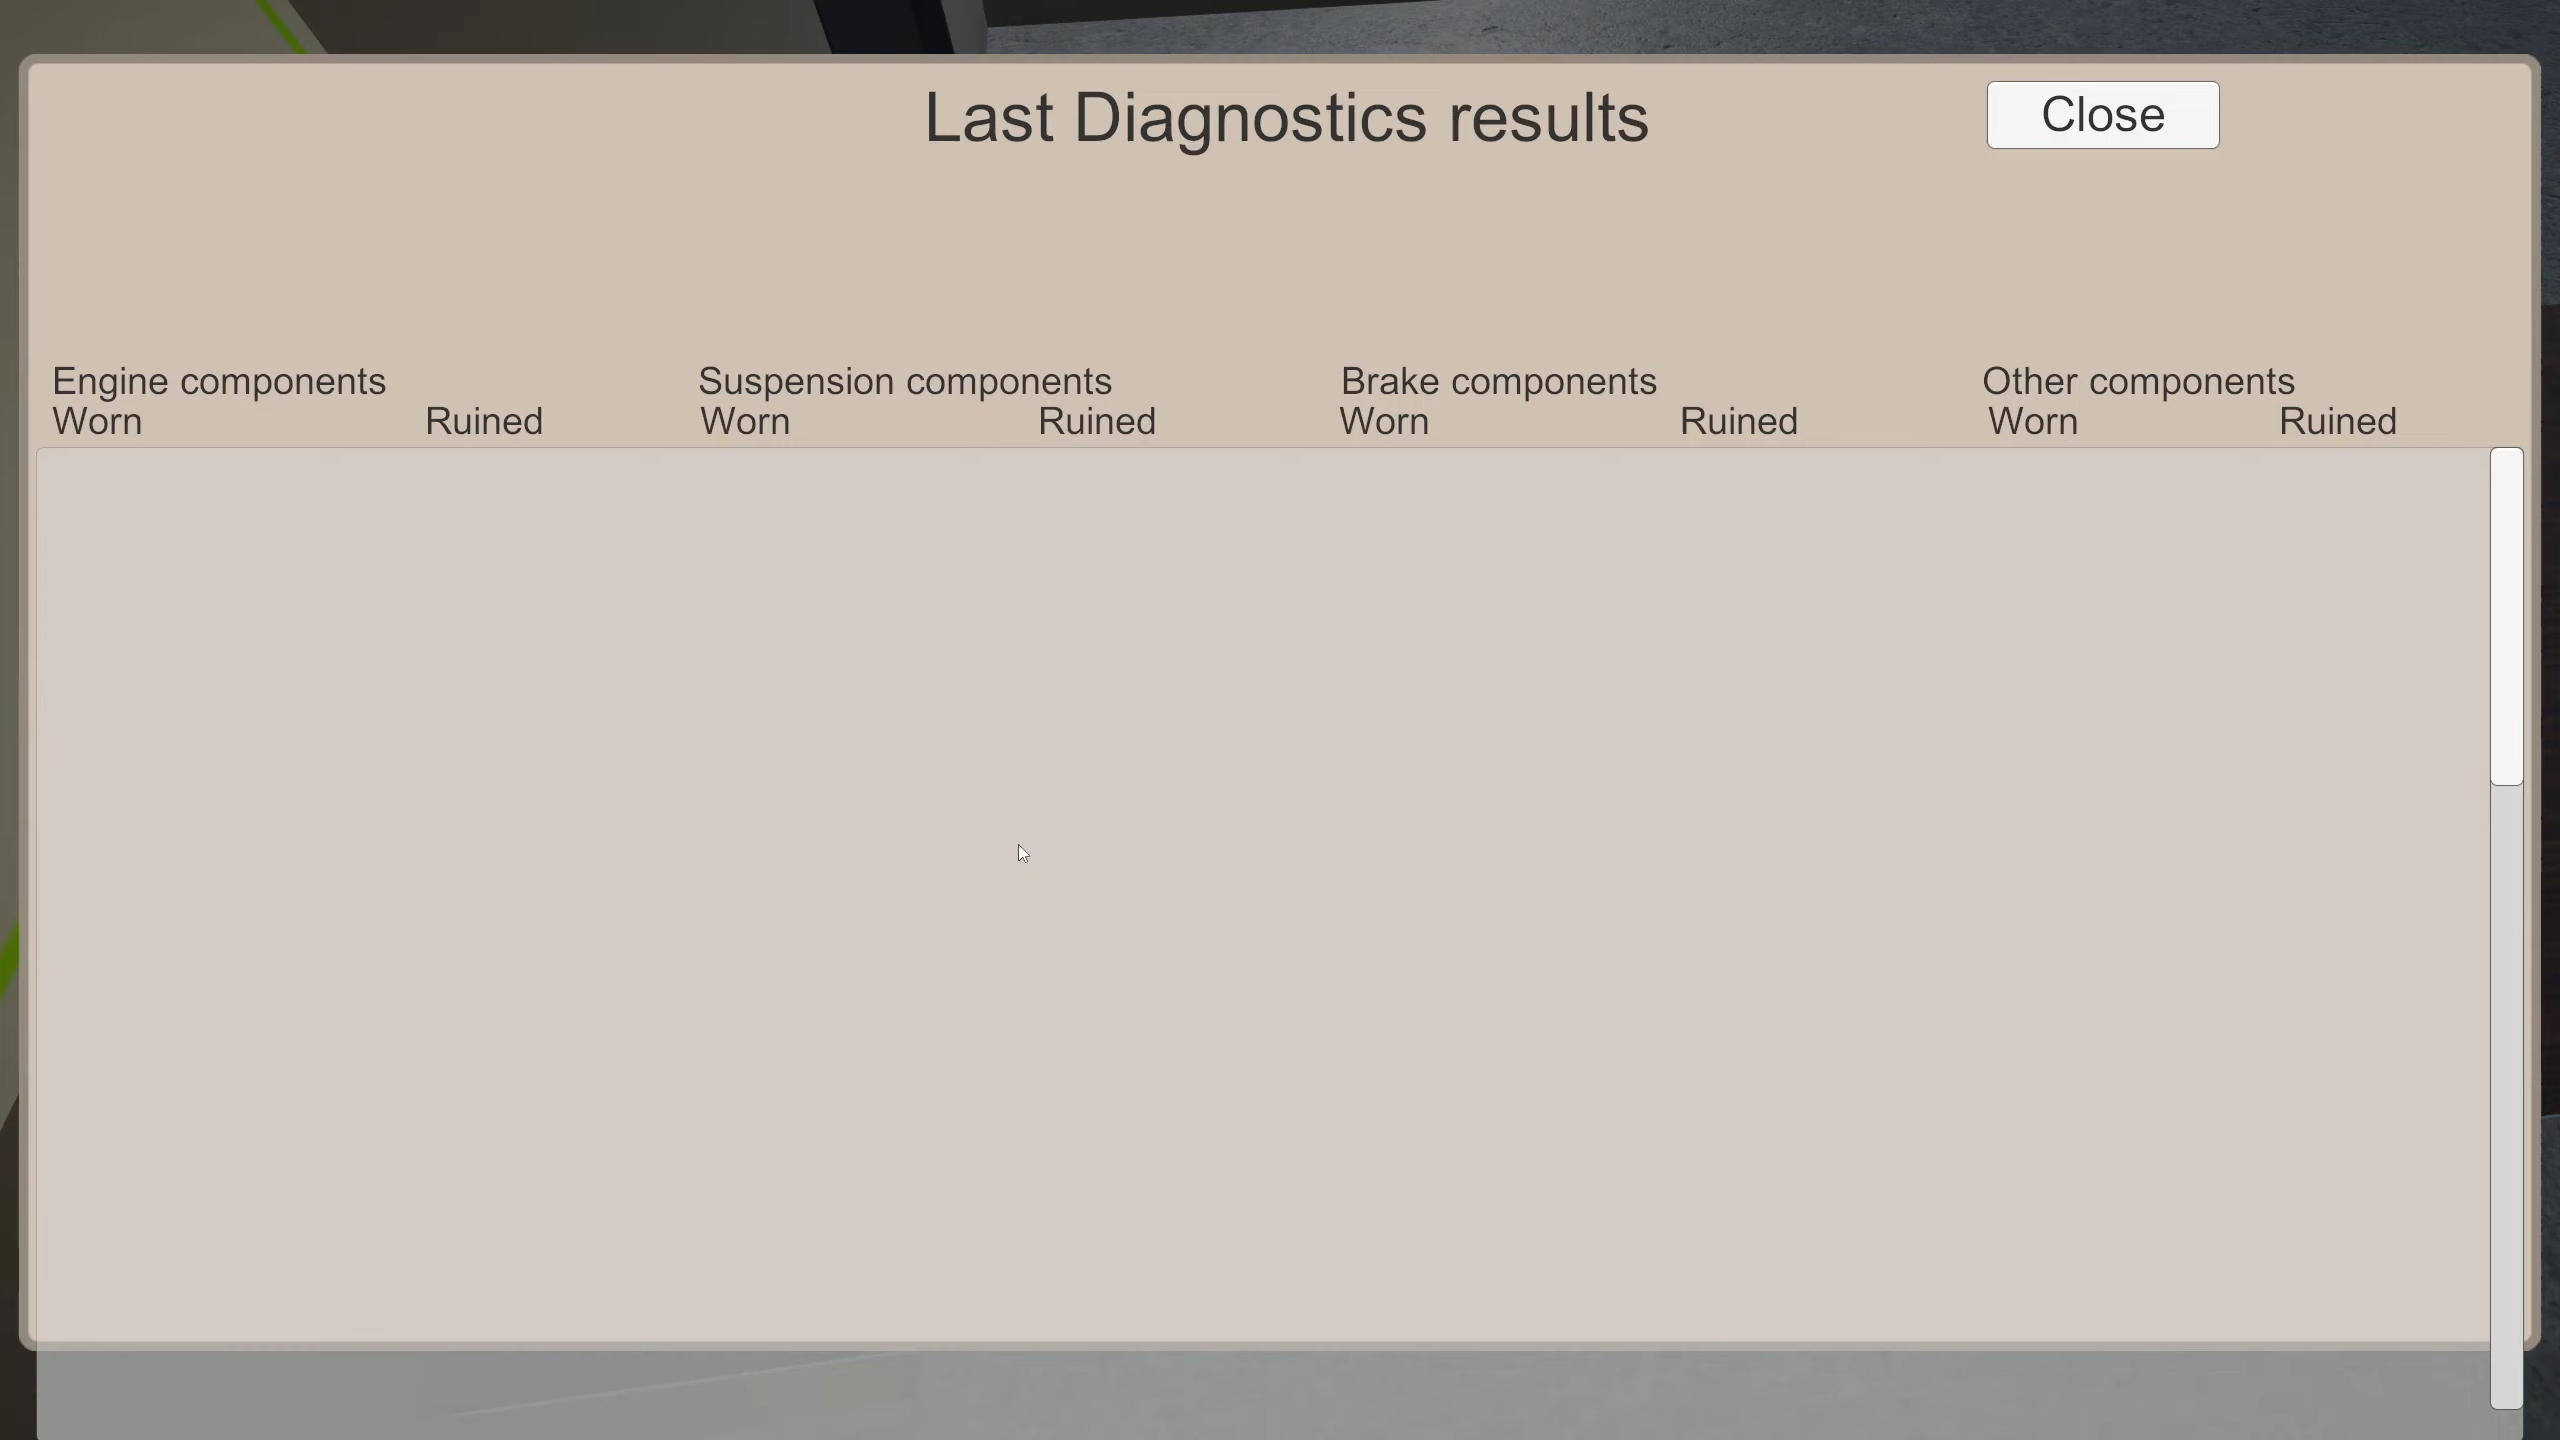 Last Diagnostics results
Close
Engine components
Suspension components
Brake components
Other components
Worn
Ruined
Worn
Ruined
Worn
Ruined
Worn
Ruined